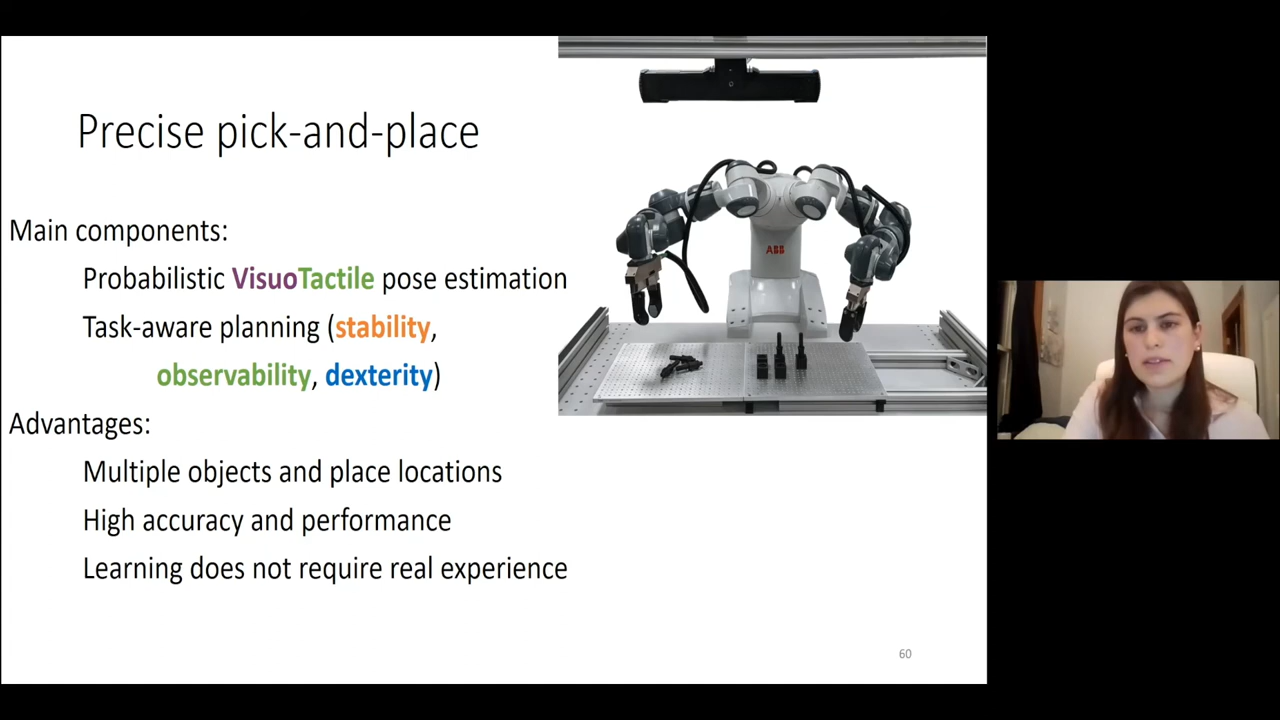 Precise pick-and-place
Main components:
Probabilistic VisuoTactile pose estimation
Task-aware planning (stability,
observability, dexterity)
Advantages:
Multiple objects and place locations
High accuracy and performance
Learning does not require real experience
ABB
60